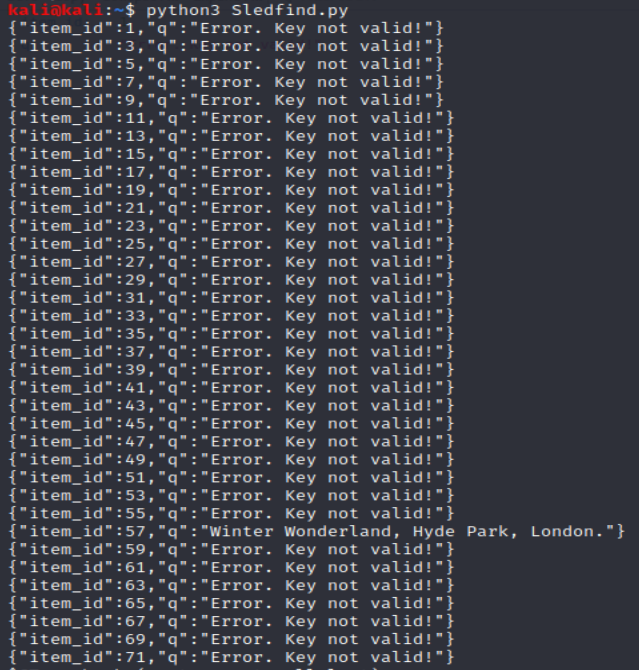 kali@kali:~$ python3 Sledfind.py
{"item_id":1,"q":"Error. Key not valid!"}
{"item_id":3,"q":"Error. Key not valid!"}
{"item_id":5,"q":"Error. Key not valid!"}
{"item_id":7,"q":"Error. Key not valid!"}
{"item_id":9,"q":"Error. Key not valid!"}
{"item_id":11,"q":"Error. Key not valid!"}
{"item_id":13,"q":"Error. Key not valid!"}
{"item_id":15,"q":"Error. Key not valid!"}
{"item_id":17,"q":"Error. Key not valid!"}
{"item_id":19,"q":"Error. Key not valid!"}
{"item_id":21,"q":"Error. Key not valid!"}
{"item_id":23,"q":"Error. Key not valid!"}
{"item_id":25,"q":"Error. Key not valid!"}
{"item_id":27,"q":"Error. Key not valid!"}
{"item_id":29,"q":"Error. Key not valid!"}
{"item_id":31,"q":"Error. Key not valid!"}
{"item_id":33,"q":"Error. Key not valid!"}
{"item_id":35,"q":"Error. Key not valid!"}
{"item_id":37,"q":"Error. Key not valid!"}
{"item_id":39,"q":"Error. Key not valid!"}
{"item_id":41,"q":"Error. Key not valid!"}
{"item_id":43,"q":"Error. Key not valid!"}
{"item_id":45,"q":"Error. Key not valid!"}
{"item_id":47,"q":"Error. Key not valid!"}
{"item_id":49,"q":"Error. Key not valid!"}
{"item_id":51,"q":"Error. Key not valid!"}
{"item_id":53,"q":"Error. Key not valid!"}
{"item_id":55,"q":"Error. Key not valid!"}
{"item_id":57,"q":"Winter Wonderland, Hyde Park, London."}
{"item_id":59,"q":"Error. Key not valid!"}
{"item_id":61,"q":"Error. Key not valid!"}
{"item_id":63,"q":"Error. Key not valid!"}
{"item_id":65,"q":"Error. Key not valid!"}
{"item_id":67,"q":"Error. Key not valid!"}
{"item_id":69,"q":"Error. Key not valid!"}
{"item_id":71,"q":"Error. Key not valid!"}